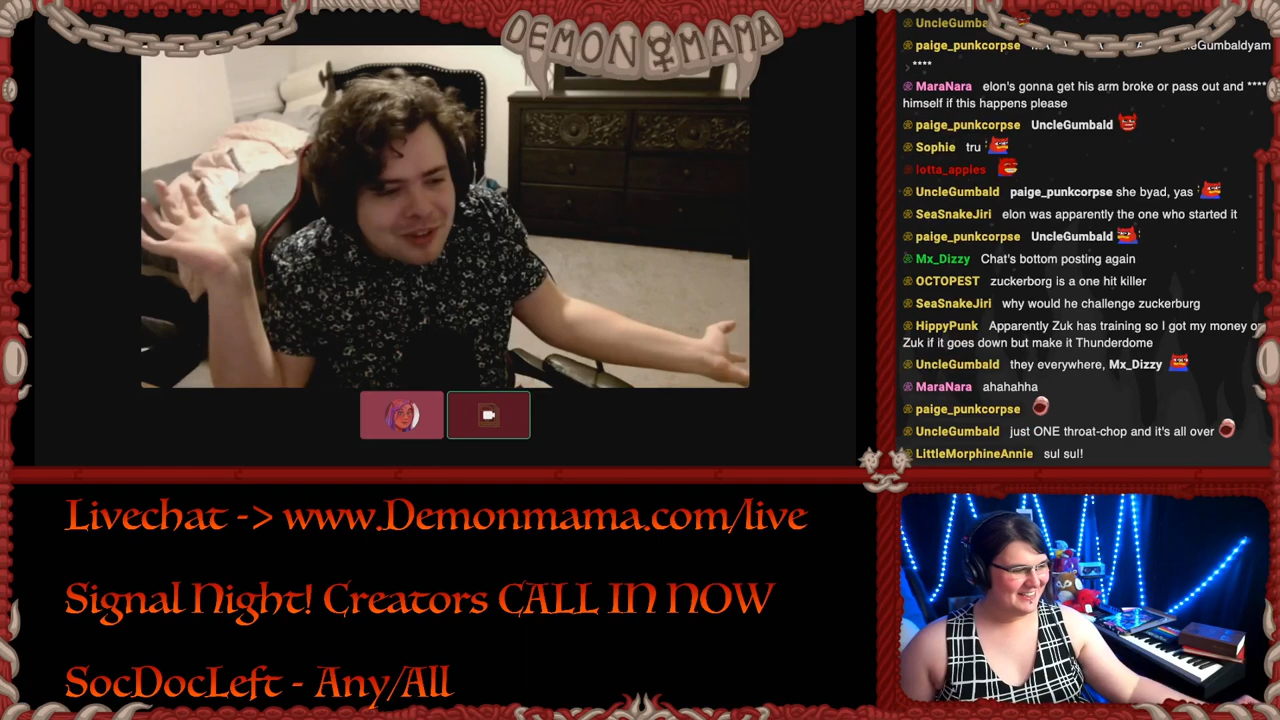 DEMON MAMA
UncleGumba
paige_punkcorpse
****
MaraNara elon's gonna get his arm broke or pass out and ****
himself if this happens please
paige_punkcorpse UncleGumbald
Sophie tru
lotta_apples
UncleGumbald paige_punkcorpse she byad, yas
SeaSnakeJiri elon was apparently the one who started it
paige_punkcorpse UncleGumbald
Mx_Dizzy Chat's bottom posting again
OCTOPEST zuckerborg is a one hit killer
SeaSnakeJiri why would he challenge zuckerburg
HippyPunk Apparently Zuk has training so I got my money on
Zuk if it goes down but make it Thunderdome
UncleGumbald they everywhere, Mx_Dizzy
MaraNara ahahahha
paige_punkcorpse
UncleGumbald just ONE throat-chop and it's all over
LittleMorphineAnnie sul sul!
Livechat -> www.Demonmama.com/live
Signal Night! Creators CALL IN NOW
SocDocLeft - Any/All